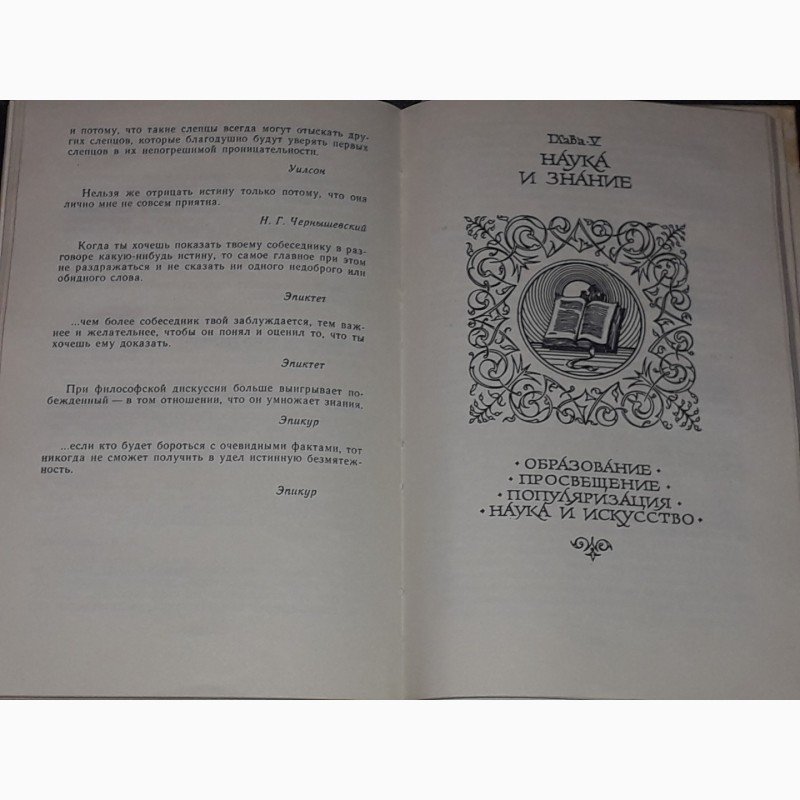 и потому, что такие слепцы всегда могут отыскать дру-
гих слепцов, которые благодушно будут уверять первых
слепцов в их непогрешимой проницательности.
Уилсон
Нельзя же отрицать истину только потому, что она
лично мне не совсем приятна.
Н. Г. Чернышевский
Когда ты хочешь показать твоему собеседнику в раз-
говоре какую-нибудь истину, то самое главное при этом
не раздражаться и не сказать ни одного недоброго или
обидного слова.
Эпиктет
...чем более собеседник твой заблуждается, тем важ-
нее и желательнее, чтобы он понял и оценил то, что ты
хочешь ему доказать.
Эпиктет
При философской дискуссии больше выигрывает по-
бежденный — в том отношении, что он умножает знания.
Эпикур
...если кто будет бороться с очевидными фактами, тот
никогда не сможет получить в удел истинную безмятеж-
ность.
Эпикур
Глава · V
НАУКА
И ЗНАНИЕ
· ОБРАЗОВАНИЕ ·
· ПРОСВЕЩЕНИЕ ·
· ПОПУЛЯРИЗАЦИЯ ·
· НАУКА И ИСКУССТВО ·